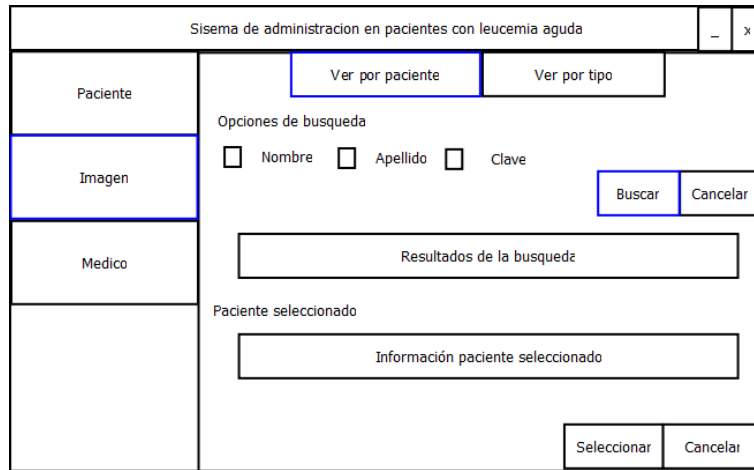 Sisema de administracion en pacientes con leucemia aguda _ x
Paciente
Imagen
Medico
Ver por paciente Ver por tipo
Opciones de busqueda
Nombre Apellido Clave
Buscar Cancelar
Resultados de la busqueda
Paciente seleccionado
Información paciente seleccionado
Seleccionar Cancelar